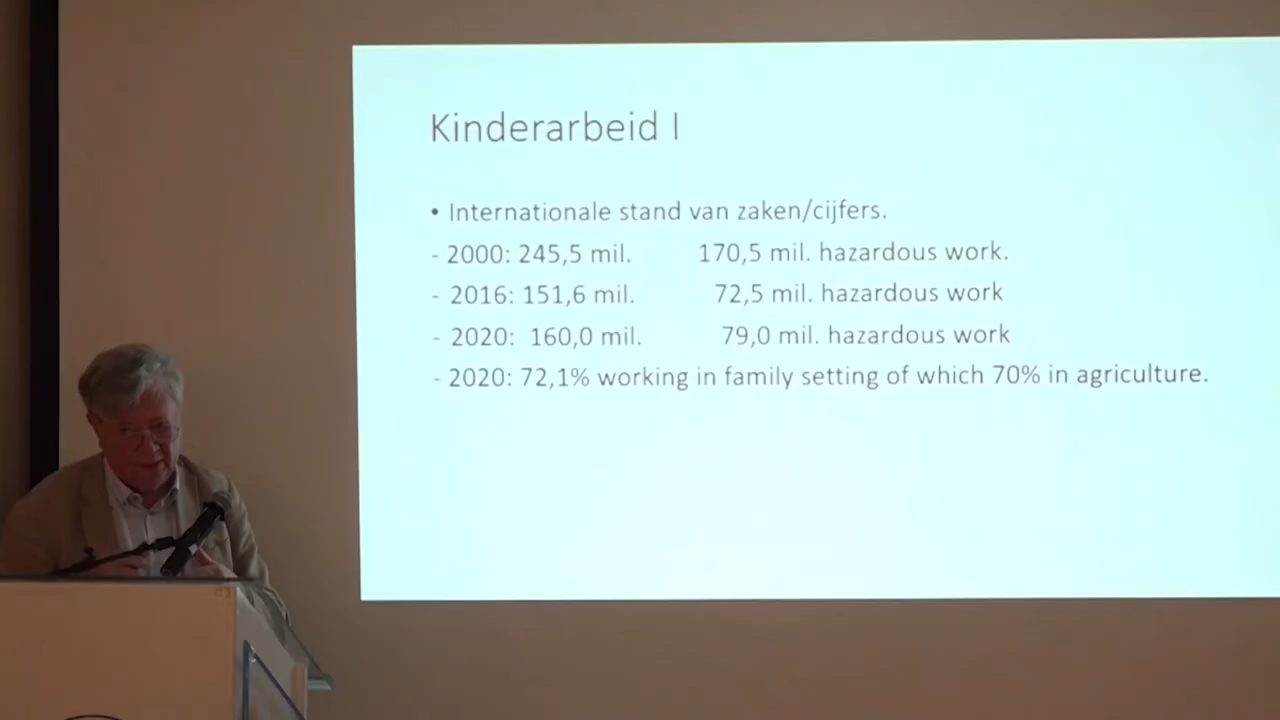 Kinderarbeid I
• Internationale stand van zaken/cijfers.
- 2000: 245,5 mil. 170,5 mil. hazardous work.
- 2016: 151,6 mil. 72,5 mil. hazardous work
- 2020: 160,0 mil. 79,0 mil. hazardous work
- 2020: 72,1% working in family setting of which 70% in agriculture.